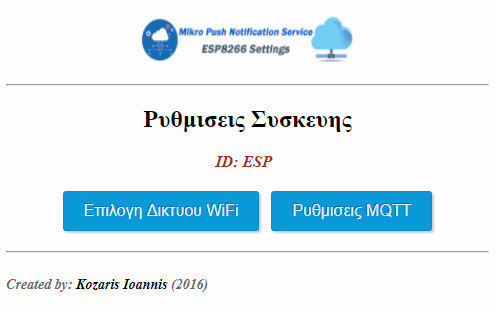 Mikro Push Notification Service
ESP8266 Settings
Ρυθμισεις Συσκευης
ID: ESP
Επιλογη Δικτυου WiFi
Ρυθμισεις MQTT
Created by: Kozaris Ioannis (2016)